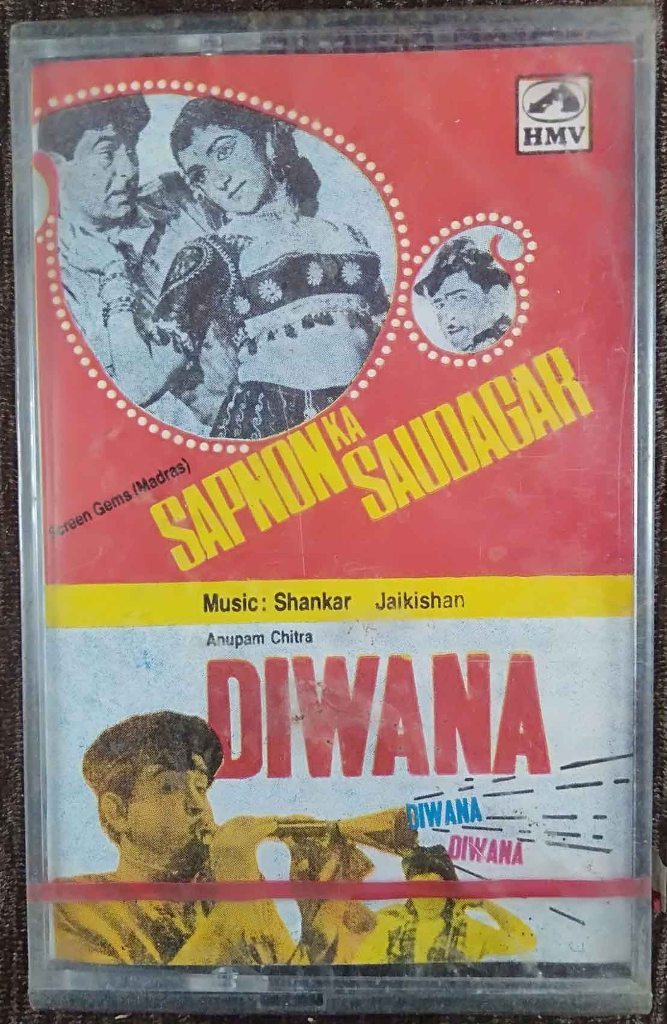 HMV
Screen Gems (Madras)
SAPNON KA SAUDAGAR
Music: Shankar Jaikishan
Anupam Chitra
DIWANA
DIWANA
DIWANA